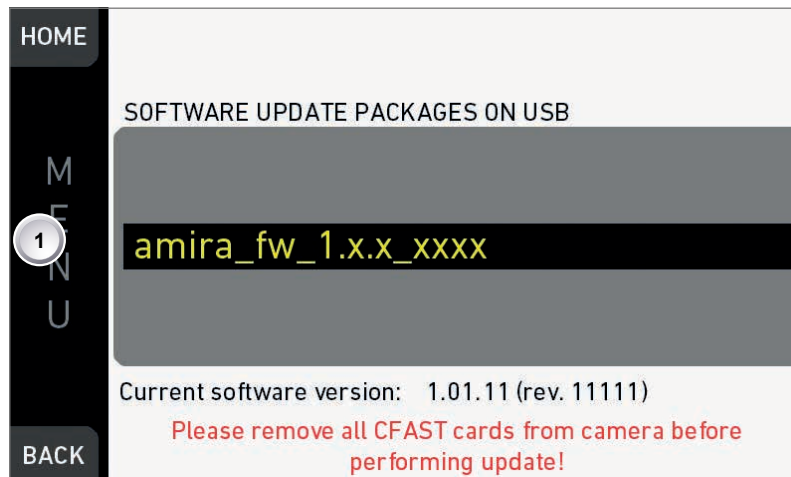 HOME
SOFTWARE UPDATE PACKAGES ON USB
MENU
1
amira_fw_1.x.x_xxxx
Current software version: 1.01.11 (rev. 11111)
Please remove all CFAST cards from camera before
performing update!
BACK